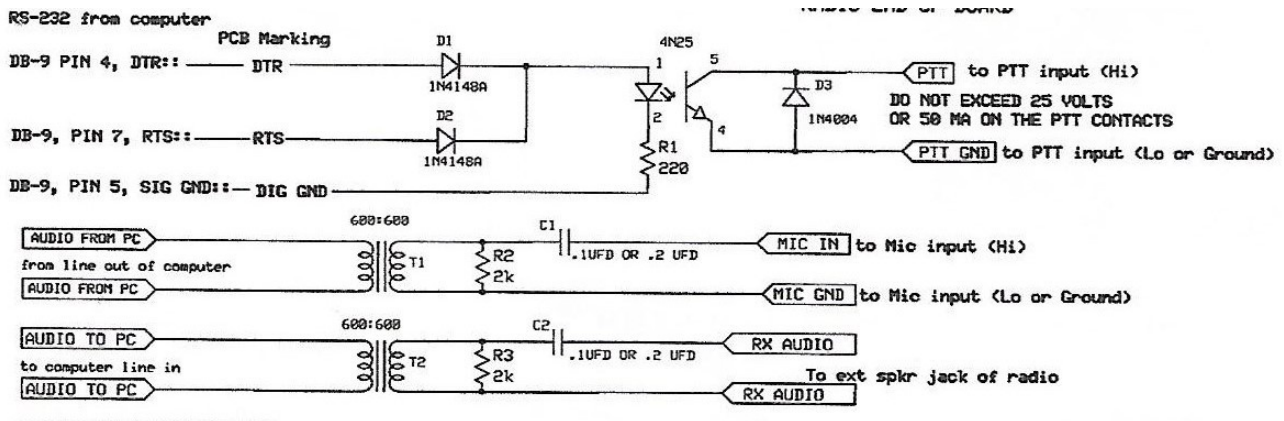 RS-232 from computer
RADIO END OF BOARD
PCB Marking
D1
4N25
DB-9 PIN 4, DTR::
DTR
1N4148A
1
5
PTT to PTT input (Hi)
D2
D3
DO NOT EXCEED 25 VOLTS
OR 50 MA ON THE PTT CONTACTS
1N4004
2
4
DB-9, PIN 7, RTS::
RTS
1N4148A
R1
220
PTT GND to PTT input (Lo or Ground)
DB-9, PIN 5, SIG GND::
DIG GND
600:600
C1
AUDIO FROM PC
MIC IN to Mic input (Hi)
from line out of computer
T1
R2
2k
.1UFD OR .2 UFD
AUDIO FROM PC
MIC GND to Mic input (Lo or Ground)
600:600
C2
AUDIO TO PC
RX AUDIO
to computer line in
T2
R3
2k
.1UFD OR .2 UFD
To ext spkr jack of radio
AUDIO TO PC
RX AUDIO